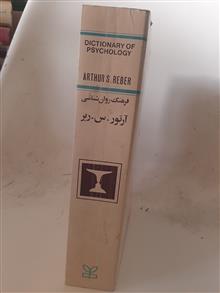 DICTIONARY OF
PSYCHOLOGY
ARTHUR S. REBER
فرهنگ روان‌شناسی
آرتور . س . ربر